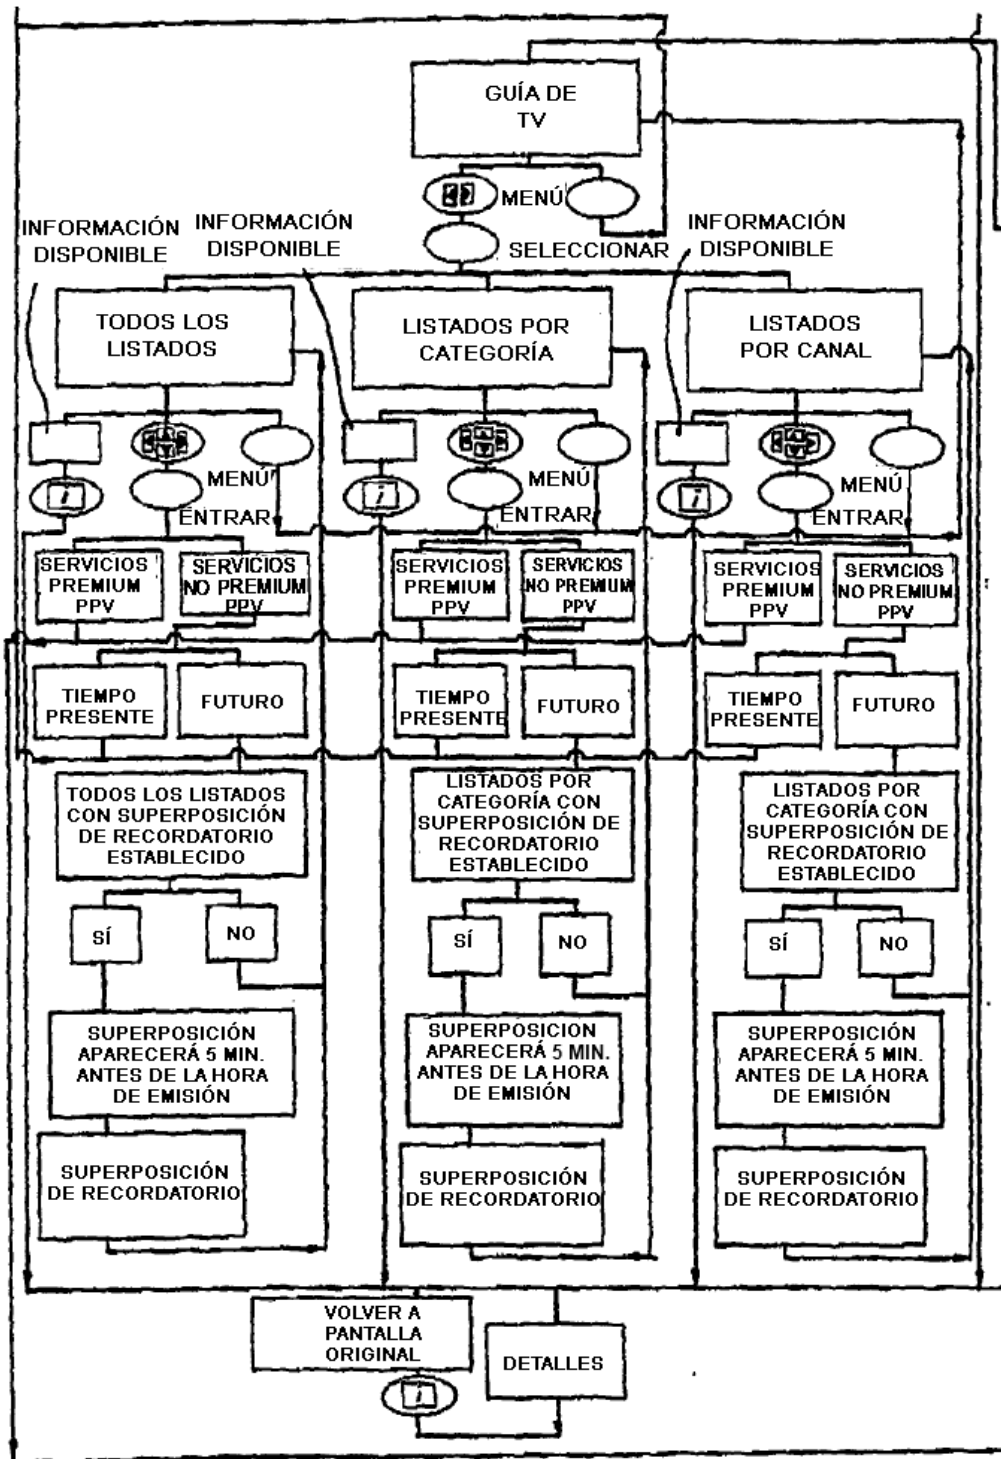 GUÍA DE
TV
MENÚ
SELECCIONAR
INFORMACIÓN
DISPONIBLE
INFORMACIÓN
DISPONIBLE
INFORMACIÓN
DISPONIBLE
TODOS LOS
LISTADOS
LISTADOS POR
CATEGORÍA
LISTADOS
POR CANAL
i
MENÚ
ENTRAR
i
MENÚ
ENTRAR
i
MENÚ
ENTRAR
SERVICIOS
PREMIUM
PPV
SERVICIOS
NO PREMIUM
PPV
SERVICIOS
PREMIUM
PPV
SERVICIOS
NO PREMIUM
PPV
SERVICIOS
PREMIUM
PPV
SERVICIOS
NO PREMIUM
PPV
TIEMPO
PRESENTE
FUTURO
TIEMPO
PRESENTE
FUTURO
TIEMPO
PRESENTE
FUTURO
TODOS LOS LISTADOS
CON SUPERPOSICIÓN
DE RECORDATORIO
ESTABLECIDO
LISTADOS POR
CATEGORÍA CON
SUPERPOSICIÓN DE
RECORDATORIO
ESTABLECIDO
LISTADOS POR
CATEGORÍA CON
SUPERPOSICIÓN DE
RECORDATORIO
ESTABLECIDO
SÍ
NO
SÍ
NO
SÍ
NO
SUPERPOSICIÓN
APARECERÁ 5 MIN.
ANTES DE LA HORA
DE EMISIÓN
SUPERPOSICION
APARECERÁ 5 MIN.
ANTES DE LA HORA
DE EMISIÓN
SUPERPOSICIÓN
APARECERÁ 5 MIN.
ANTES DE LA HORA
DE EMISIÓN
SUPERPOSICIÓN
DE RECORDATORIO
SUPERPOSICIÓN
DE RECORDATORIO
SUPERPOSICIÓN
DE RECORDATORIO
VOLVER A
PANTALLA
ORIGINAL
i
DETALLES